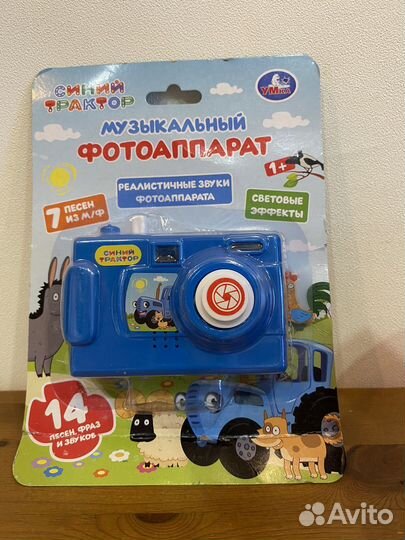 СИНИЙ
ТРАКТОР
УМка
МУЗЫКАЛЬНЫЙ
ФОТОАППАРАТ
1+
РЕАЛИСТИЧНЫЕ ЗВУКИ
ФОТОАППАРАТА
7 ПЕСЕН
ИЗ М/Ф
СВЕТОВЫЕ
ЭФФЕКТЫ
СИНИЙ
ТРАКТОР
14
ПЕСЕН, ФРАЗ
И ЗВУКОВ
Avito